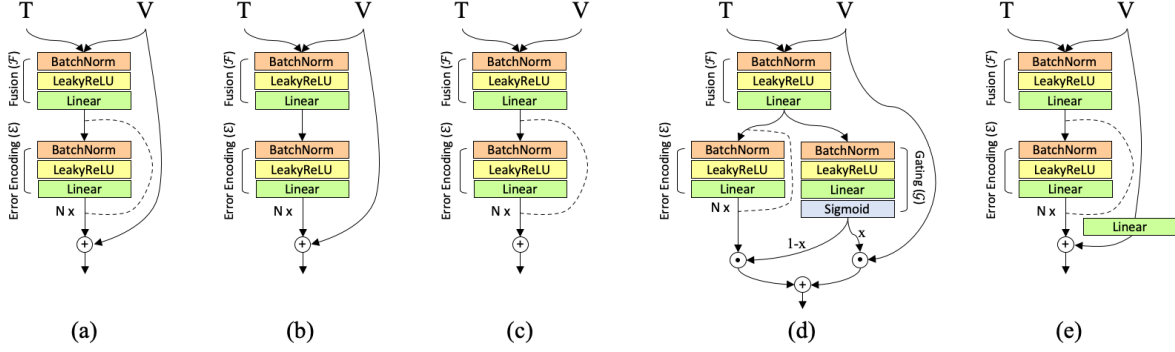 T V
BatchNorm
LeakyReLU
Linear
Fusion (ℱ)
BatchNorm
LeakyReLU
Linear
Error Encoding (ℰ)
N x
+
(a)
T V
BatchNorm
LeakyReLU
Linear
Fusion (ℱ)
BatchNorm
LeakyReLU
Linear
Error Encoding (ℰ)
N x
+
(b)
T V
BatchNorm
LeakyReLU
Linear
Fusion (ℱ)
BatchNorm
LeakyReLU
Linear
Error Encoding (ℰ)
N x
+
(c)
T V
BatchNorm
LeakyReLU
Linear
Fusion (ℱ)
BatchNorm
LeakyReLU
Linear
Error Encoding (ℰ)
N x
BatchNorm
LeakyReLU
Linear
Sigmoid
Gating (𝒢)
1-x
x
+
(d)
T V
BatchNorm
LeakyReLU
Linear
Fusion (ℱ)
BatchNorm
LeakyReLU
Linear
Error Encoding (ℰ)
N x
Linear
+
(e)